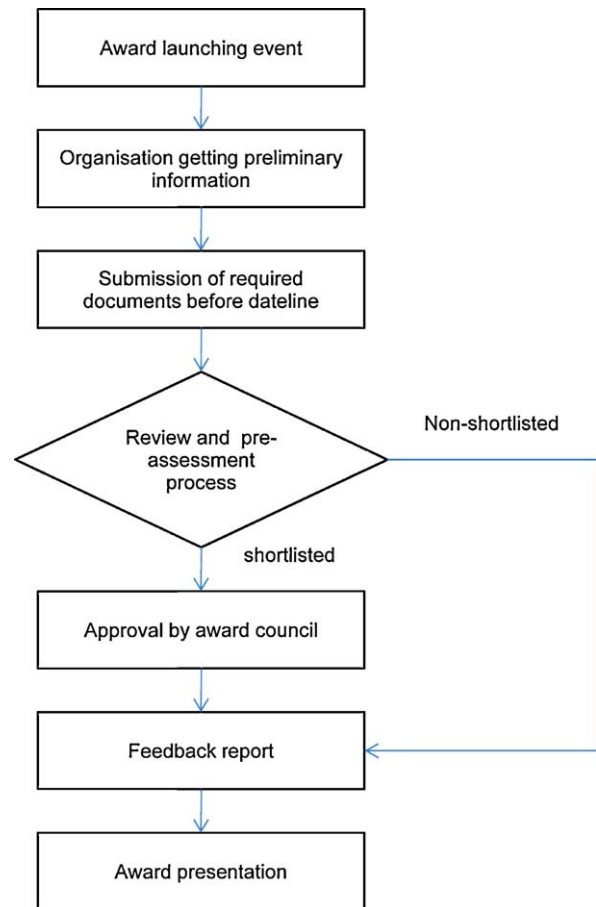 Award launching event
Organisation getting preliminary
information
Submission of required
documents before dateline
Review and pre-
assessment
process
Non-shortlisted
shortlisted
Approval by award council
Feedback report
Award presentation